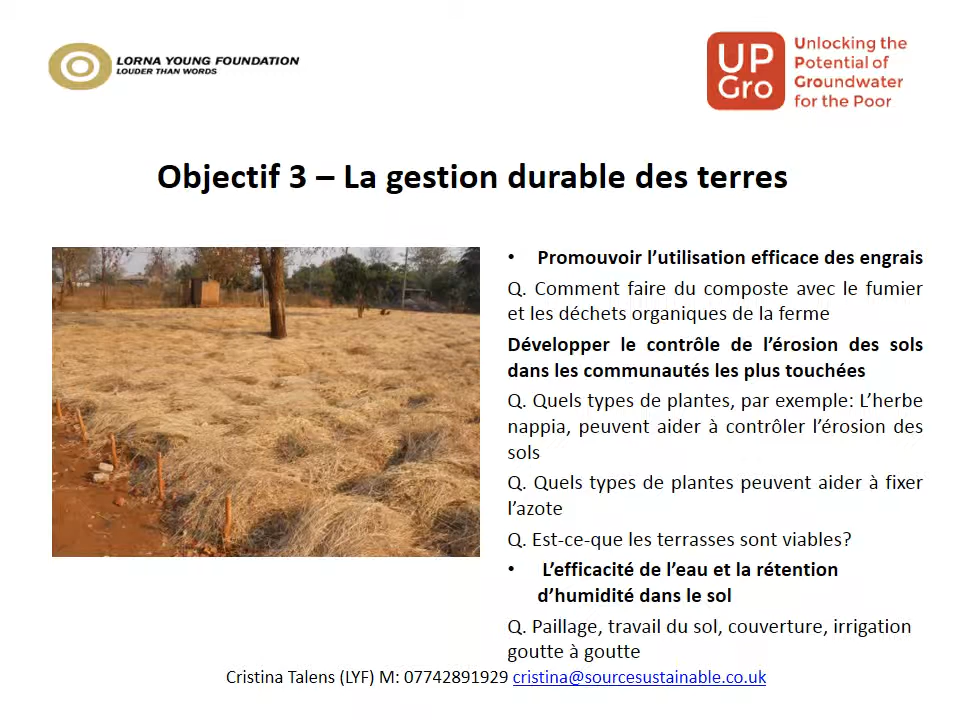 LORNA YOUNG FOUNDATION
LOUDER THAN WORDS
UP
Gro
Unlocking the
Potential of
Groundwater
for the Poor
Objectif 3 – La gestion durable des terres
• Promouvoir l’utilisation efficace des engrais
Q. Comment faire du composte avec le fumier
et les déchets organiques de la ferme
Développer le contrôle de l’érosion des sols
dans les communautés les plus touchées
Q. Quels types de plantes, par exemple: L’herbe
nappia, peuvent aider à contrôler l’érosion des
sols
Q. Quels types de plantes peuvent aider à fixer
l’azote
Q. Est-ce-que les terrasses sont viables?
• L’efficacité de l’eau et la rétention
d’humidité dans le sol
Q. Paillage, travail du sol, couverture, irrigation
goutte à goutte
Cristina Talens (LYF) M: 07742891929 cristina@sourcesustainable.co.uk